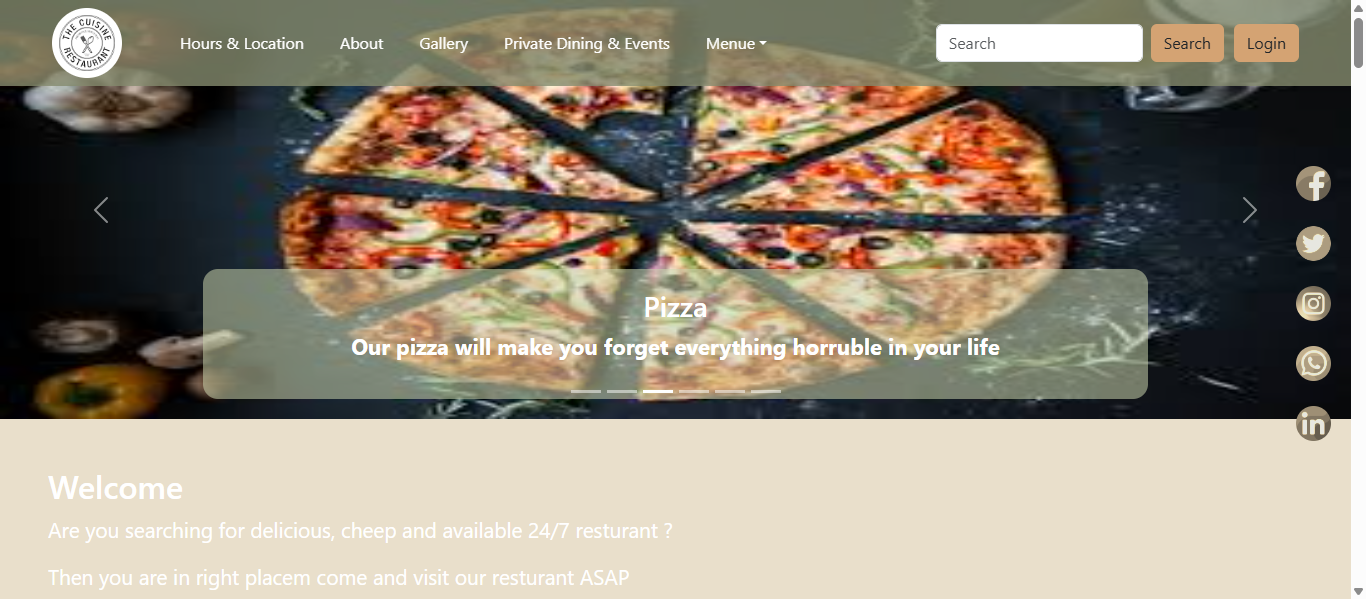 THE CUISINE
RESTAURANT
Hours & Location About Gallery Private Dining & Events Menue Search Search Login
Pizza
Our pizza will make you forget everything horruble in your life
Welcome
Are you searching for delicious, cheep and available 24/7 resturant ?
Then you are in right placem come and visit our resturant ASAP